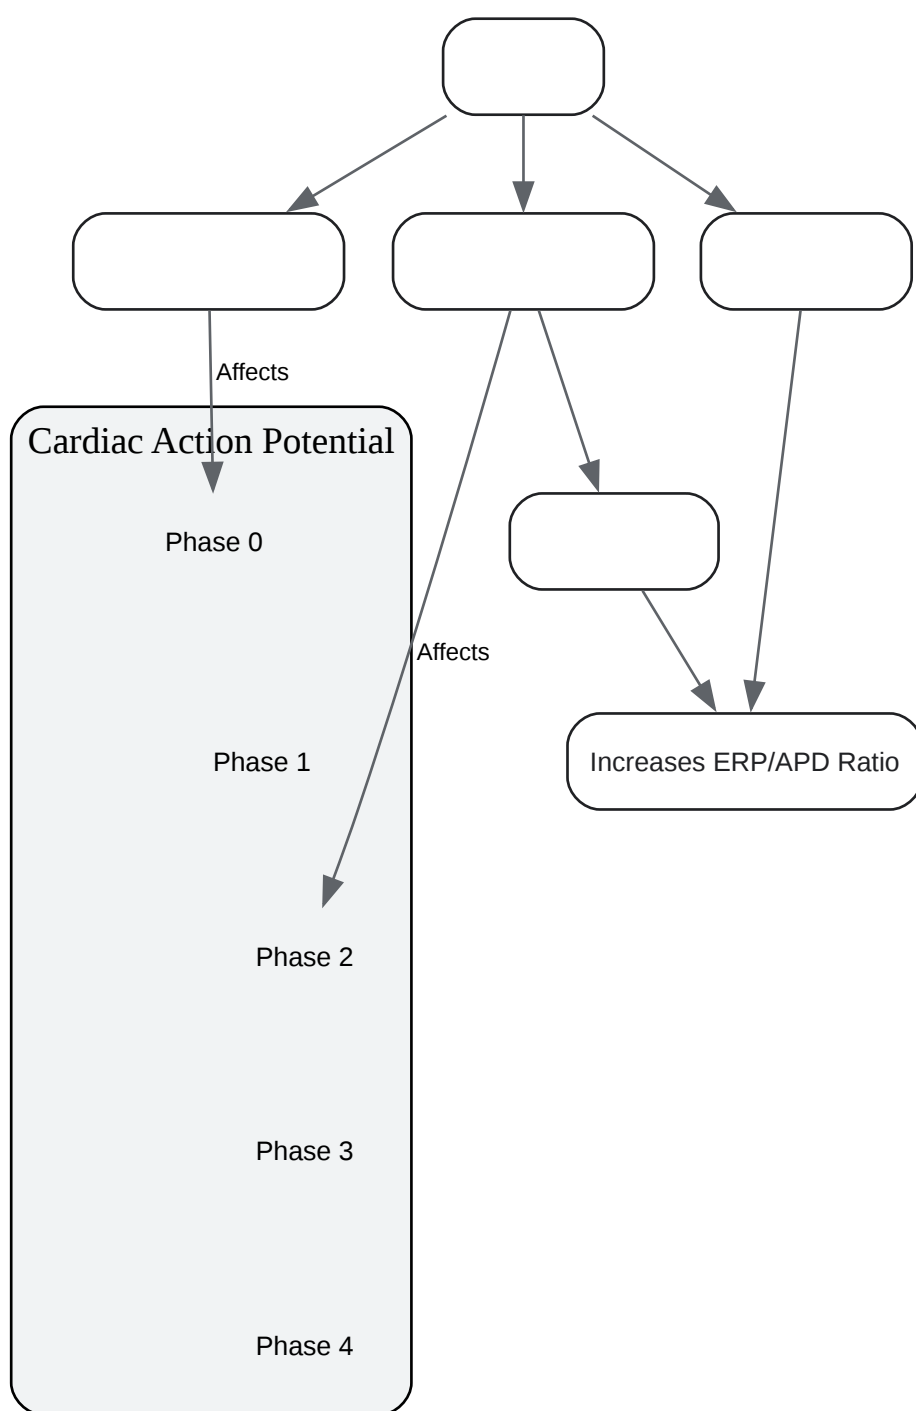 Affects
Cardiac Action Potential
Phase 0
Affects
Phase 1
Increases ERP/APD Ratio
Phase 2
Phase 3
Phase 4